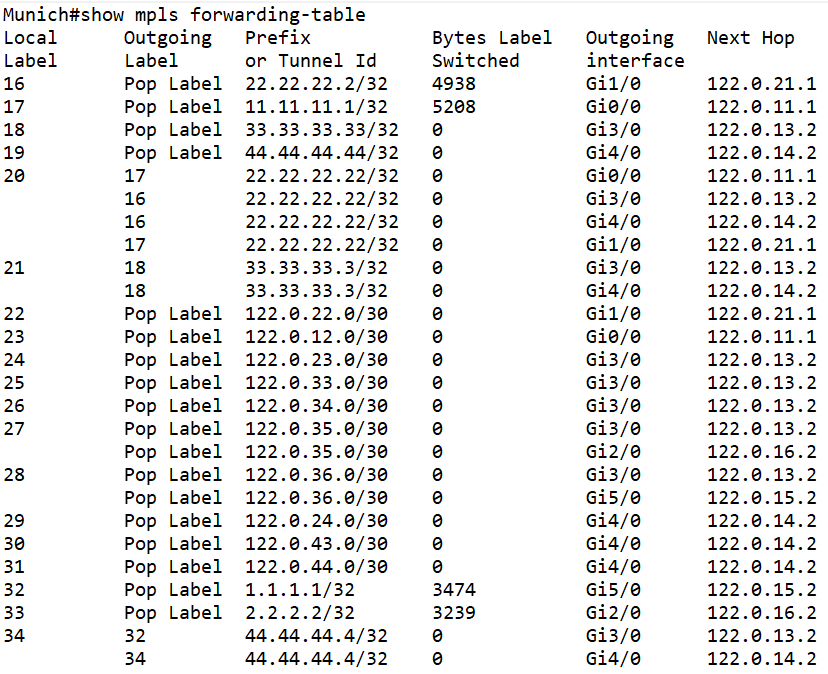 Munich#show mpls forwarding-table
Local      Outgoing   Prefix           Bytes Label   Outgoing   Next Hop
Label      Label      or Tunnel Id     Switched      interface
16         Pop Label  22.22.22.2/32    4938          Gi1/0      122.0.21.1
17         Pop Label  11.11.11.1/32    5208          Gi0/0      122.0.11.1
18         Pop Label  33.33.33.33/32   0             Gi3/0      122.0.13.2
19         Pop Label  44.44.44.44/32   0             Gi4/0      122.0.14.2
20         17         22.22.22.22/32   0             Gi0/0      122.0.11.1
           16         22.22.22.22/32   0             Gi3/0      122.0.13.2
           16         22.22.22.22/32   0             Gi4/0      122.0.14.2
           17         22.22.22.22/32   0             Gi1/0      122.0.21.1
21         18         33.33.33.3/32    0             Gi3/0      122.0.13.2
           18         33.33.33.3/32    0             Gi4/0      122.0.14.2
22         Pop Label  122.0.22.0/30    0             Gi1/0      122.0.21.1
23         Pop Label  122.0.12.0/30    0             Gi0/0      122.0.11.1
24         Pop Label  122.0.23.0/30    0             Gi3/0      122.0.13.2
25         Pop Label  122.0.33.0/30    0             Gi3/0      122.0.13.2
26         Pop Label  122.0.34.0/30    0             Gi3/0      122.0.13.2
27         Pop Label  122.0.35.0/30    0             Gi3/0      122.0.13.2
           Pop Label  122.0.35.0/30    0             Gi2/0      122.0.16.2
28         Pop Label  122.0.36.0/30    0             Gi3/0      122.0.13.2
           Pop Label  122.0.36.0/30    0             Gi5/0      122.0.15.2
29         Pop Label  122.0.24.0/30    0             Gi4/0      122.0.14.2
30         Pop Label  122.0.43.0/30    0             Gi4/0      122.0.14.2
31         Pop Label  122.0.44.0/30    0             Gi4/0      122.0.14.2
32         Pop Label  1.1.1.1/32       3474          Gi5/0      122.0.15.2
33         Pop Label  2.2.2.2/32       3239          Gi2/0      122.0.16.2
34         32         44.44.44.4/32    0             Gi3/0      122.0.13.2
           34         44.44.44.4/32    0             Gi4/0      122.0.14.2